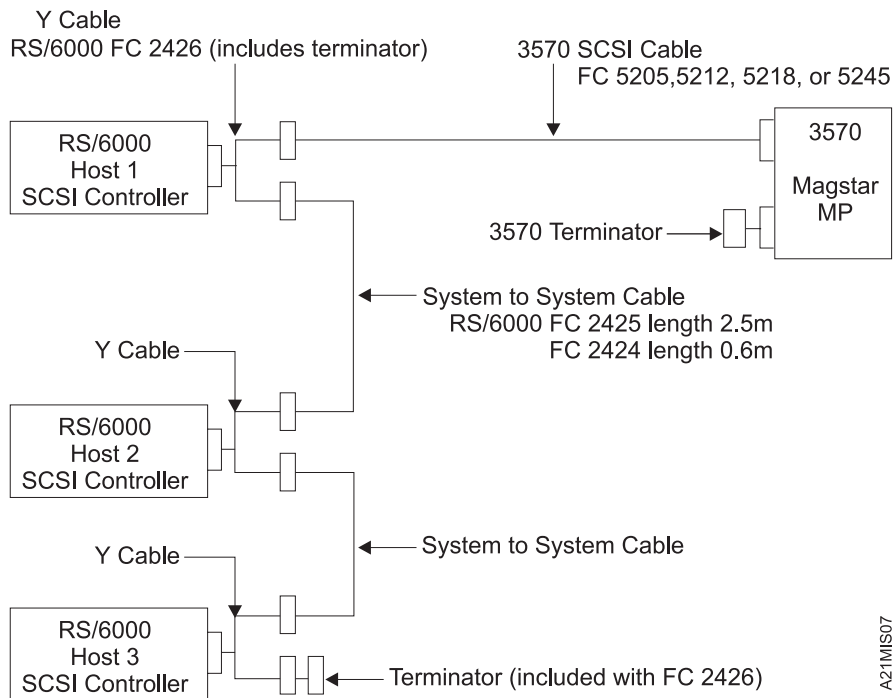 Y Cable
RS/6000 FC 2426 (includes terminator)
3570 SCSI Cable
FC 5205,5212, 5218, or 5245
RS/6000
Host 1
SCSI Controller
3570
Magstar
MP
3570 Terminator
System to System Cable
RS/6000 FC 2425 length 2.5m
FC 2424 length 0.6m
Y Cable
RS/6000
Host 2
SCSI Controller
System to System Cable
Y Cable
RS/6000
Host 3
SCSI Controller
Terminator (included with FC 2426)
A21MIS07